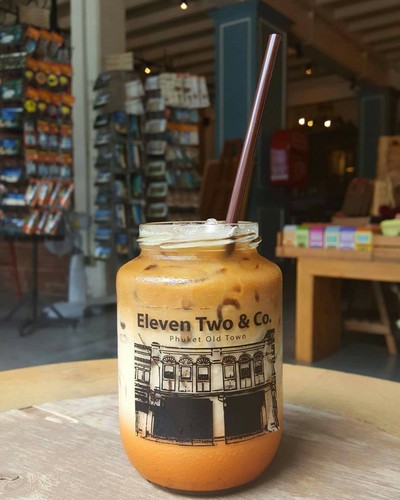 Eleven Two & Co.
Phuket Old Town